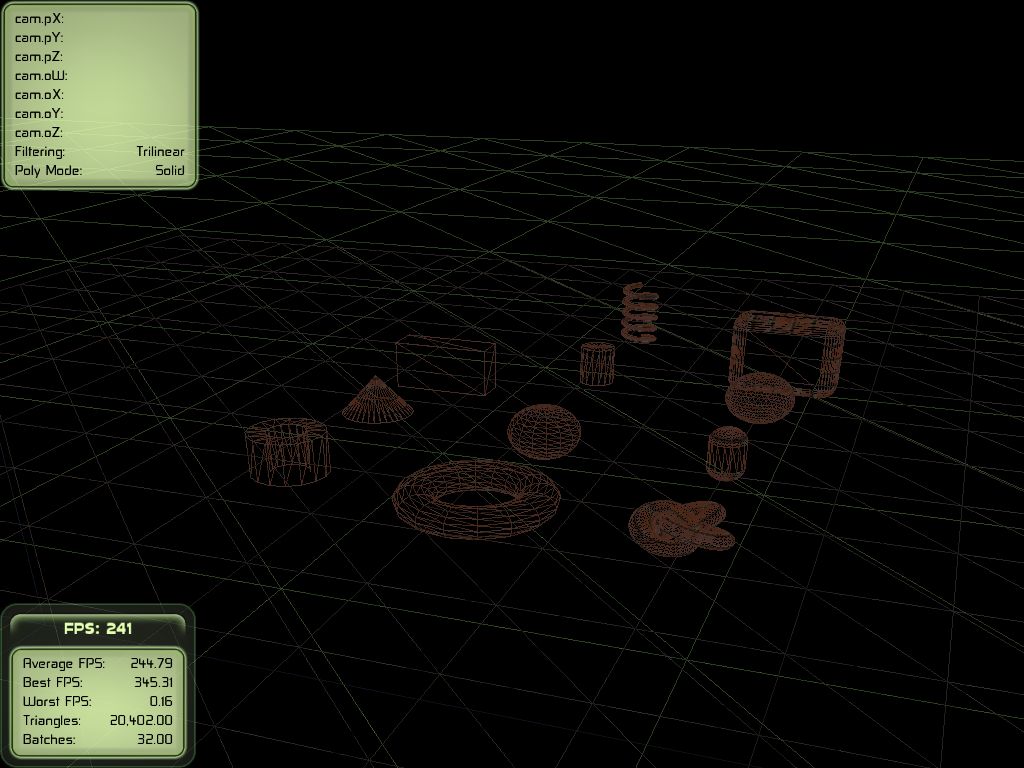 cam.pX:
cam.pY:
cam.pZ:
cam.oW:
cam.oX:
cam.oY:
cam.oZ:
Filtering: Trilinear
Poly Mode: Solid
FPS: 241
Average FPS: 244.79
Best FPS: 345.31
Worst FPS: 0.16
Triangles: 20,402.00
Batches: 32.00